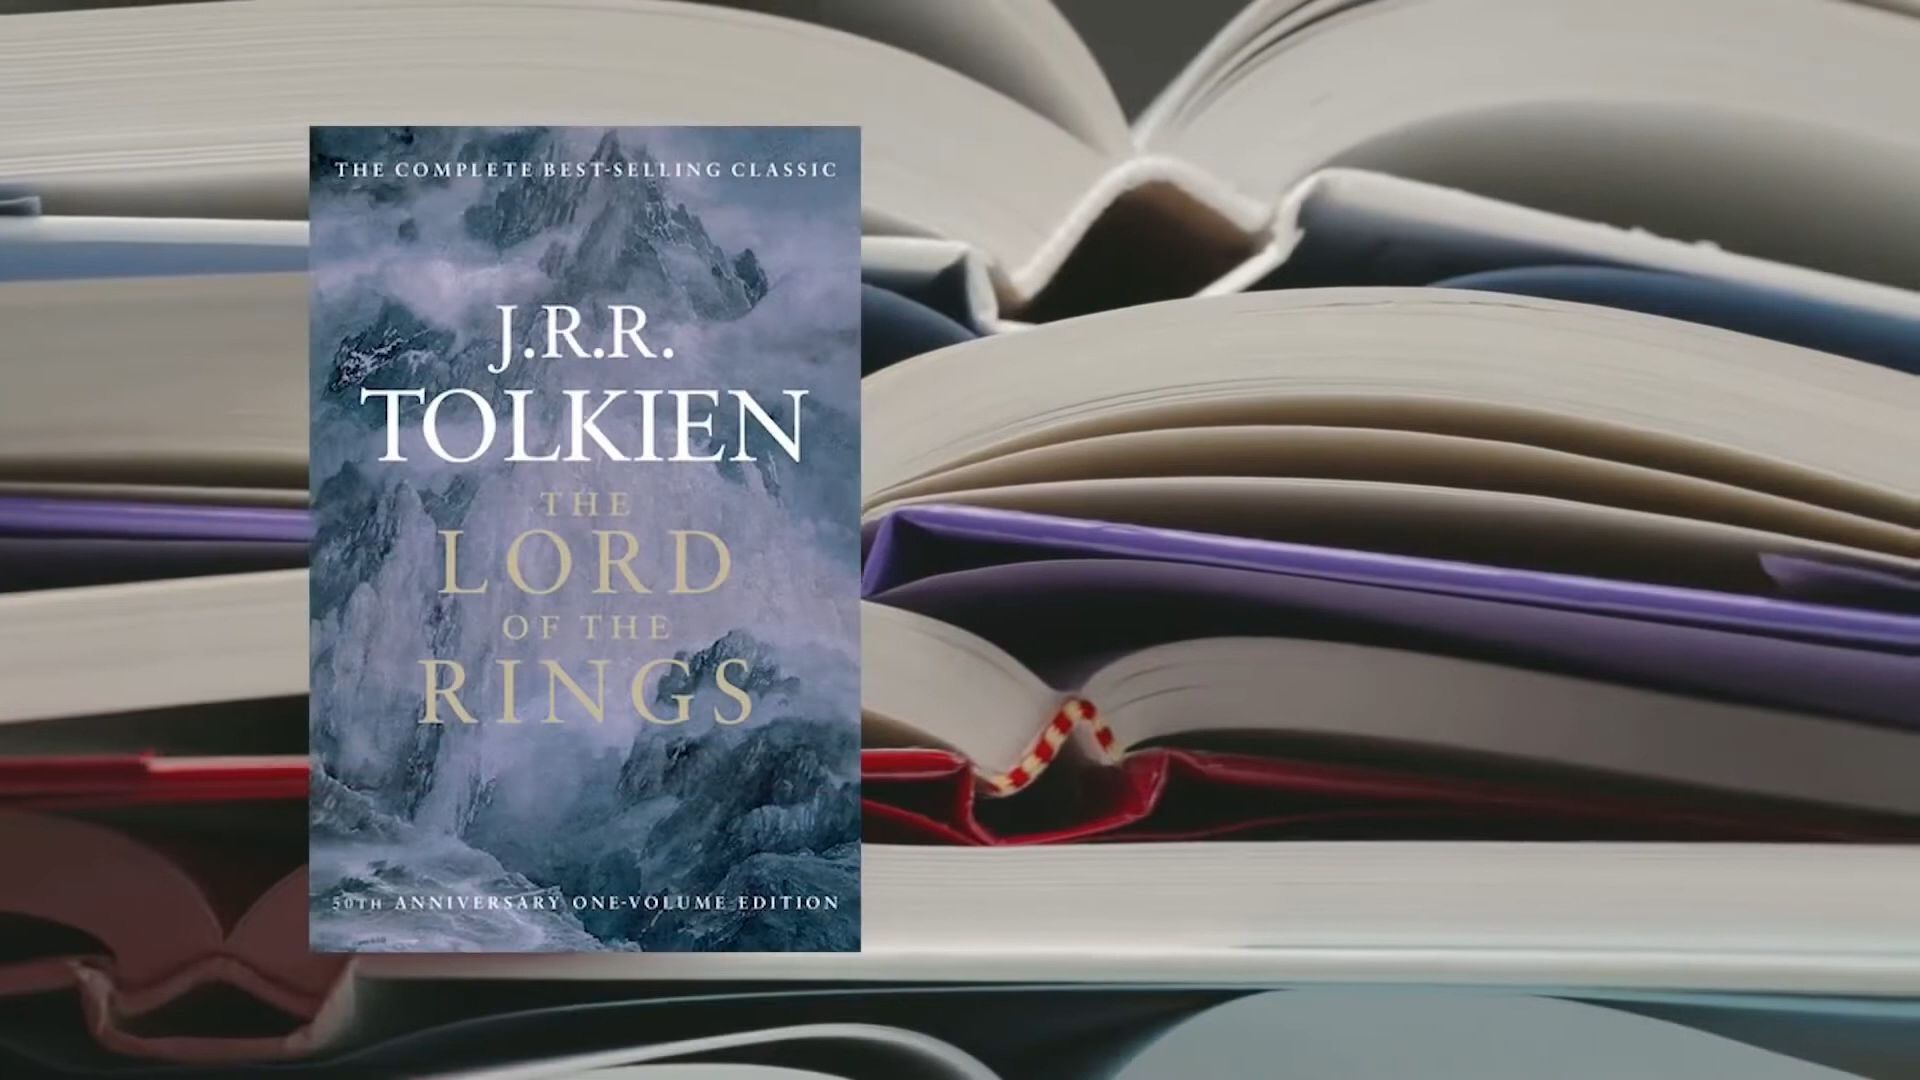 THE COMPLETE BEST-SELLING CLASSIC
J.R.R.
TOLKIEN
THE
LORD
OF THE
RINGS
50TH ANNIVERSARY ONE-VOLUME EDITION